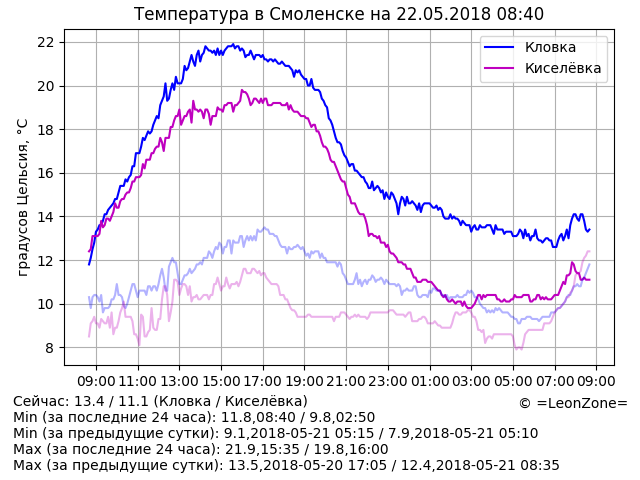 Температура в Смоленске на 22.05.2018 08:40
Кловка
Киселёвка
градусов Цельсия, °C
22
20
18
16
14
12
10
8
09:00 11:00 13:00 15:00 17:00 19:00 21:00 23:00 01:00 03:00 05:00 07:00 09:00
Сейчас: 13.4 / 11.1 (Кловка / Киселёвка)
© =LeonZone=
Min (за последние 24 часа): 11.8,08:40 / 9.8,02:50
Min (за предыдущие сутки): 9.1,2018-05-21 05:15 / 7.9,2018-05-21 05:10
Max (за последние 24 часа): 21.9,15:35 / 19.8,16:00
Max (за предыдущие сутки): 13.5,2018-05-20 17:05 / 12.4,2018-05-21 08:35